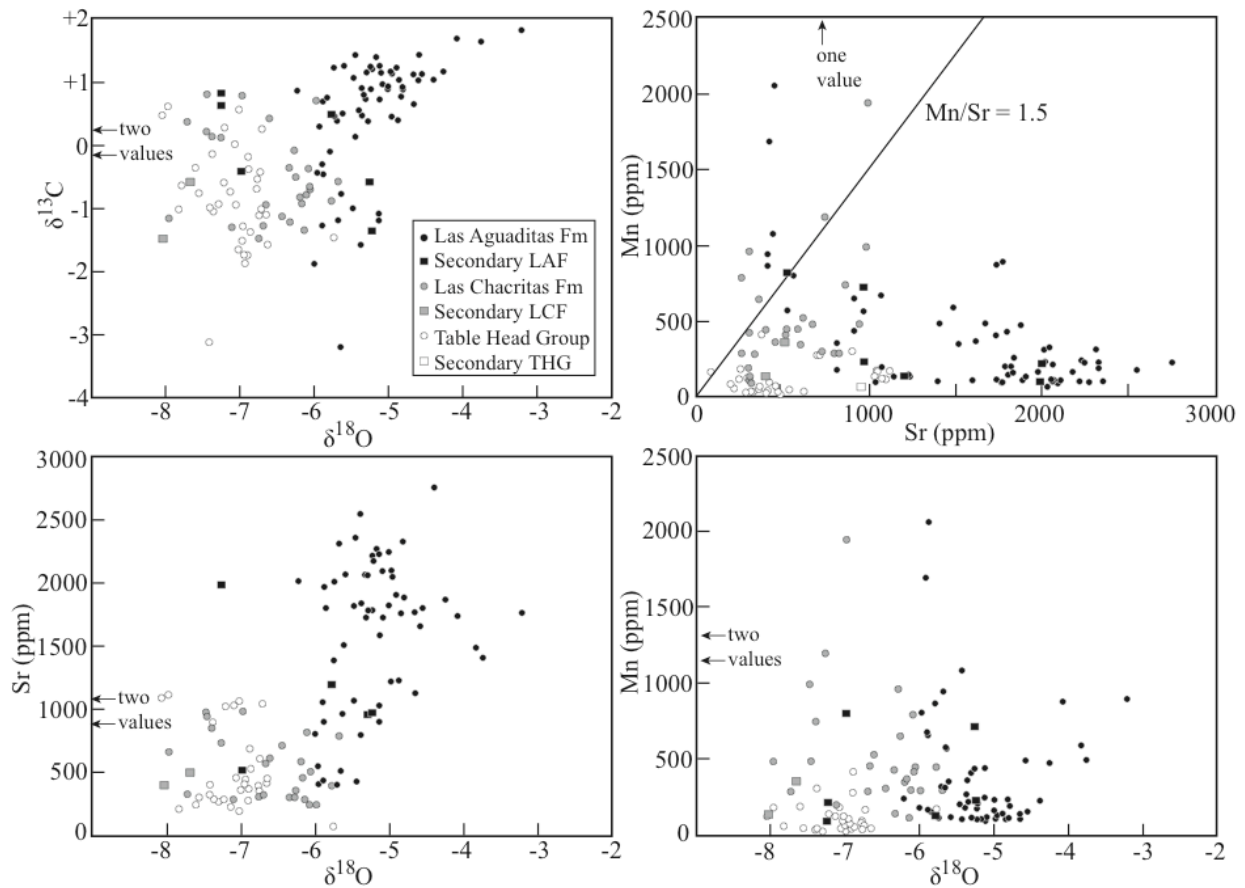 +2
+1
0
-1
-2
-3
-4
δ13C
two
values
-8
-7
-6
-5
-4
-3
-2
δ18O
Las Aguaditas Fm
Secondary LAF
Las Chacritas Fm
Secondary LCF
Table Head Group
Secondary THG
2500
2000
1500
1000
500
0
Mn (ppm)
one
value
Mn/Sr = 1.5
0
1000
2000
3000
Sr (ppm)
3000
2500
2000
1500
1000
500
0
Sr (ppm)
two
values
-8
-7
-6
-5
-4
-3
-2
δ18O
2500
2000
1500
1000
500
0
Mn (ppm)
two
values
-8
-7
-6
-5
-4
-3
-2
δ18O